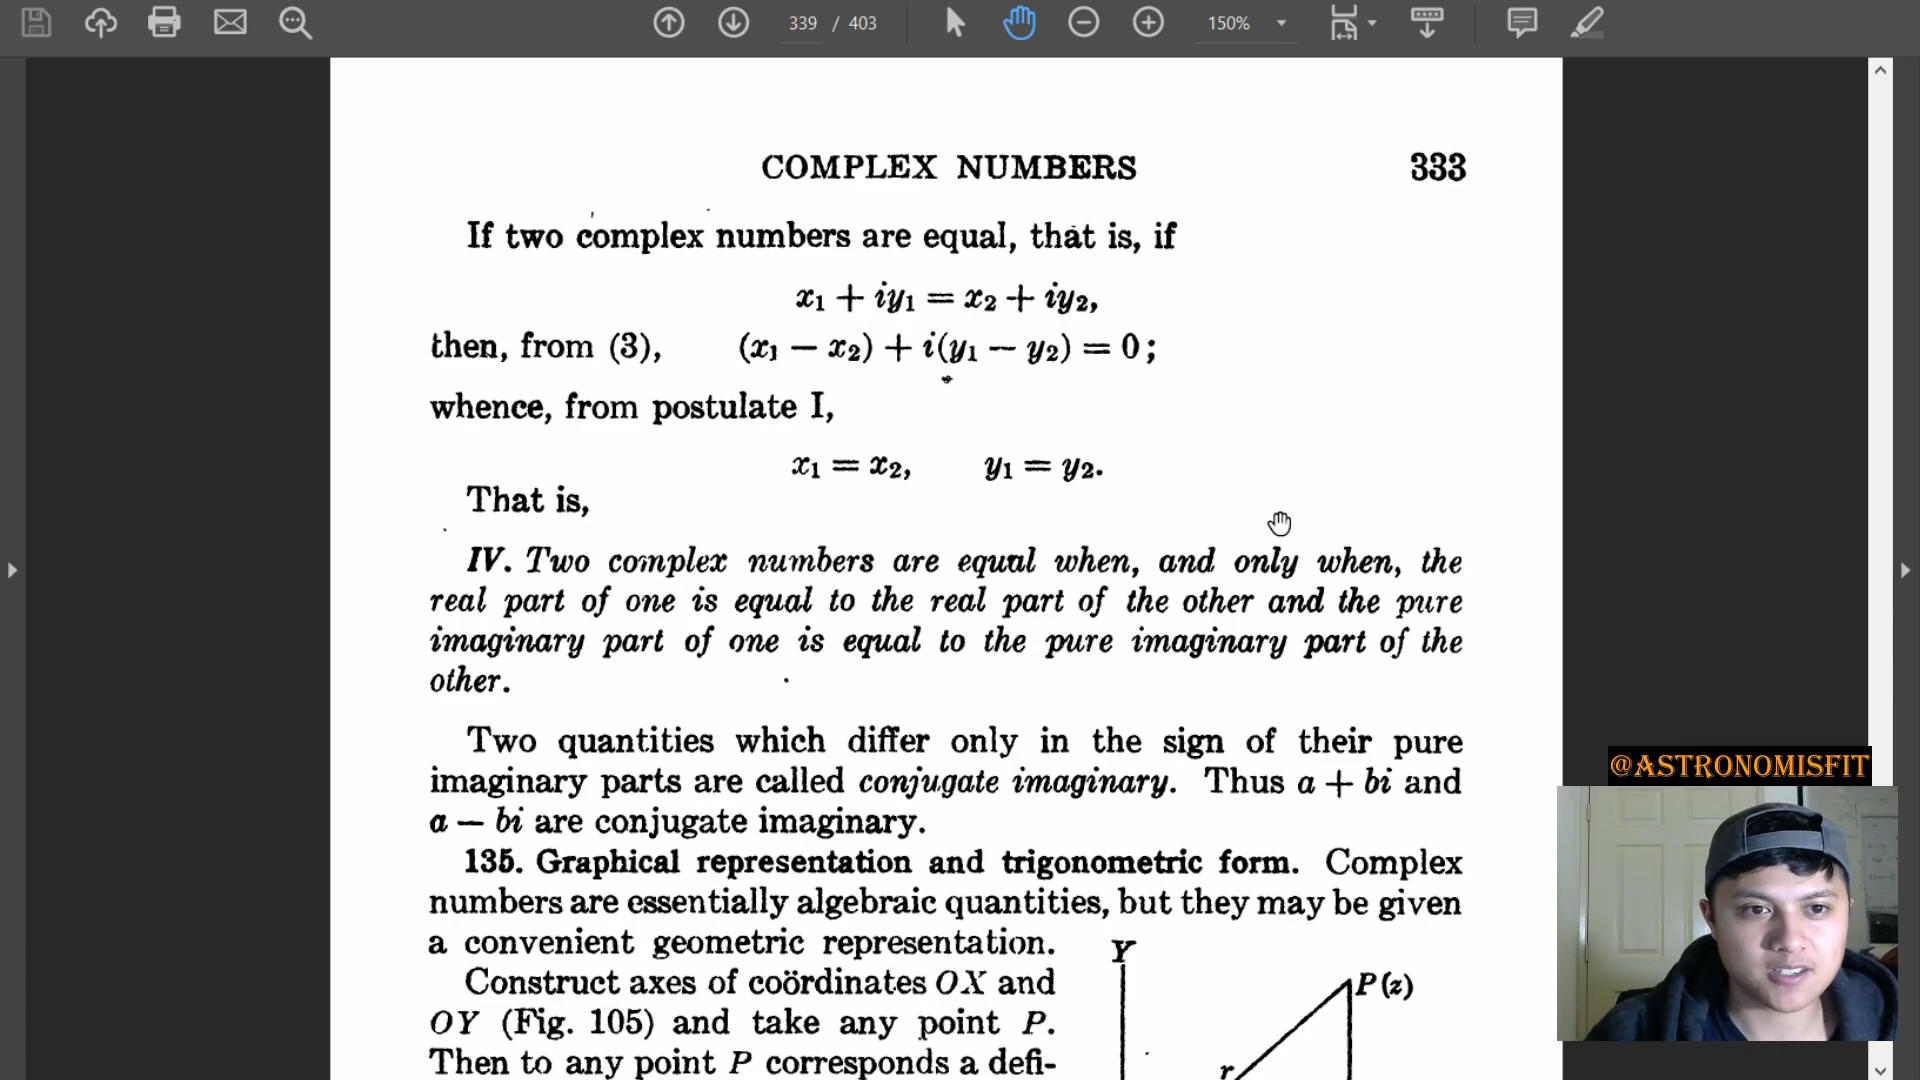 339 / 403
150%
COMPLEX NUMBERS 333
If two complex numbers are equal, that is, if
x₁ + iy₁ = x₂ + iy₂,
then, from (3), (x₁ − x₂) + i(y₁ − y₂) = 0;
whence, from postulate I,
x₁ = x₂, y₁ = y₂.
That is,
IV. Two complex numbers are equal when, and only when, the
real part of one is equal to the real part of the other and the pure
imaginary part of one is equal to the pure imaginary part of the
other.
Two quantities which differ only in the sign of their pure
imaginary parts are called conjugate imaginary. Thus a + bi and
a − bi are conjugate imaginary.
135. Graphical representation and trigonometric form. Complex
numbers are essentially algebraic quantities, but they may be given
a convenient geometric representation.
Construct axes of coördinates OX and
OY (Fig. 105) and take any point P.
Then to any point P corresponds a defi-
Y
P(z)
r
@ASTRONOMISFIT